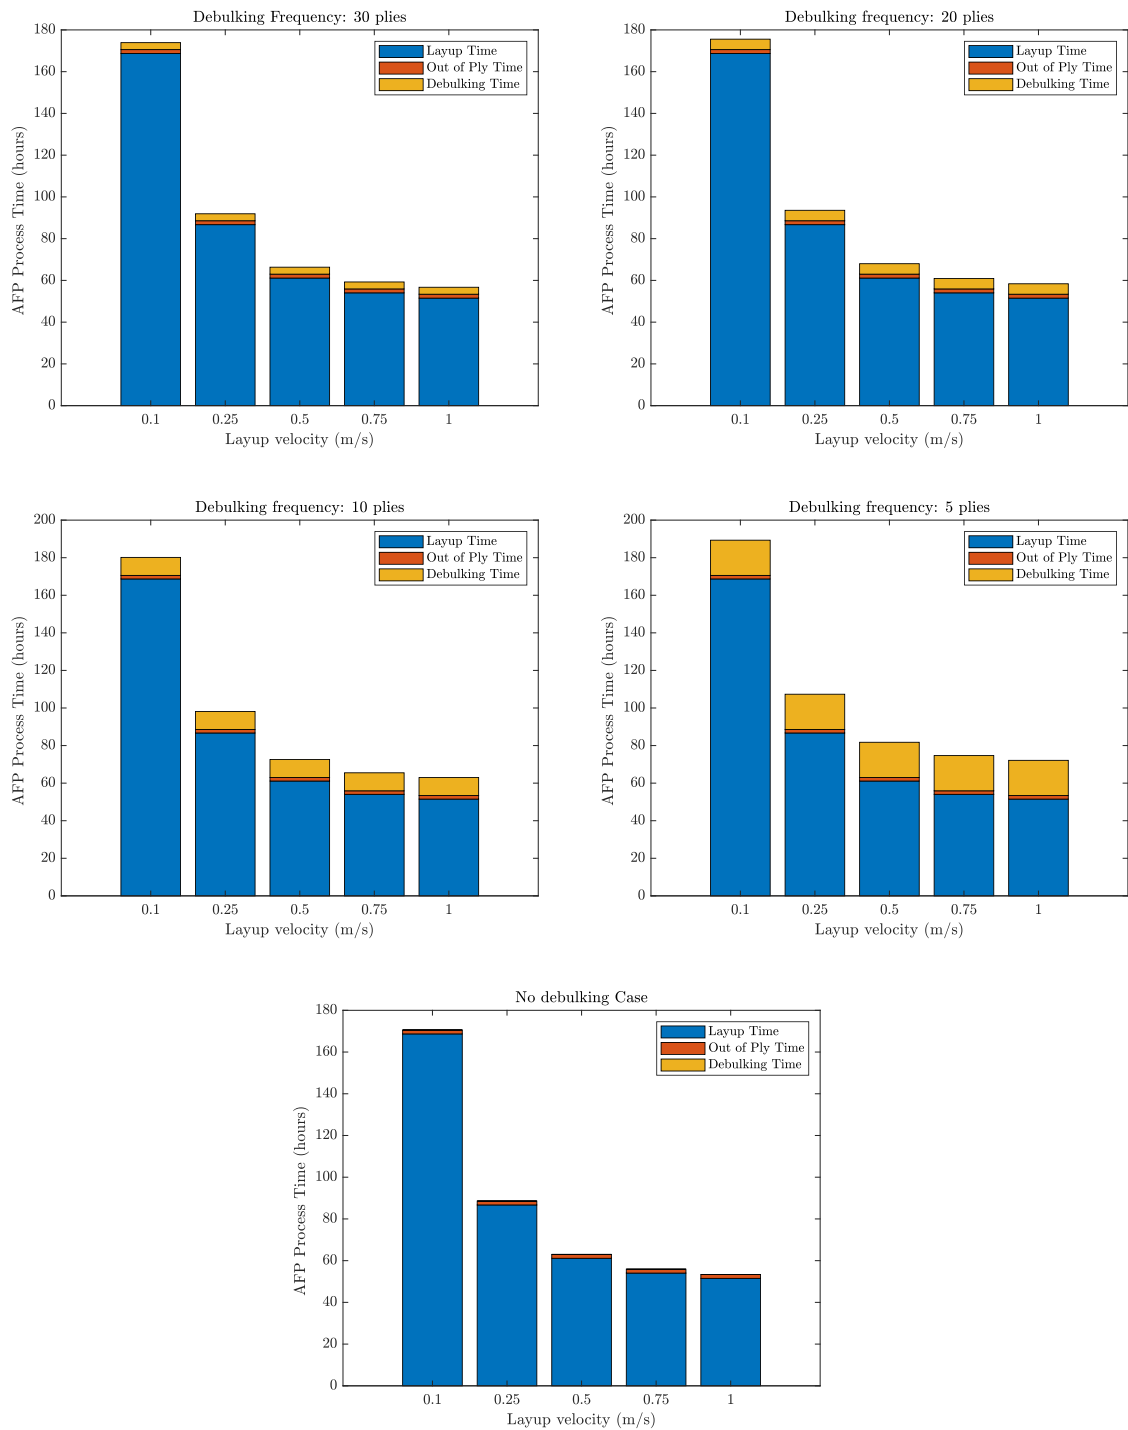 Debulking Frequency: 30 plies
180
160
140
120
100
80
60
40
20
0
AFP Process Time (hours)
Layup Time
Out of Ply Time
Debulking Time
0.1 0.25 0.5 0.75 1
Layup velocity (m/s)
Debulking frequency: 20 plies
180
160
140
120
100
80
60
40
20
0
AFP Process Time (hours)
Layup Time
Out of Ply Time
Debulking Time
0.1 0.25 0.5 0.75 1
Layup velocity (m/s)
Debulking frequency: 10 plies
200
180
160
140
120
100
80
60
40
20
0
AFP Process Time (hours)
Layup Time
Out of Ply Time
Debulking Time
0.1 0.25 0.5 0.75 1
Layup velocity (m/s)
Debulking frequency: 5 plies
200
180
160
140
120
100
80
60
40
20
0
AFP Process Time (hours)
Layup Time
Out of Ply Time
Debulking Time
0.1 0.25 0.5 0.75 1
Layup velocity (m/s)
No debulking Case
180
160
140
120
100
80
60
40
20
0
AFP Process Time (hours)
Layup Time
Out of Ply Time
Debulking Time
0.1 0.25 0.5 0.75 1
Layup velocity (m/s)